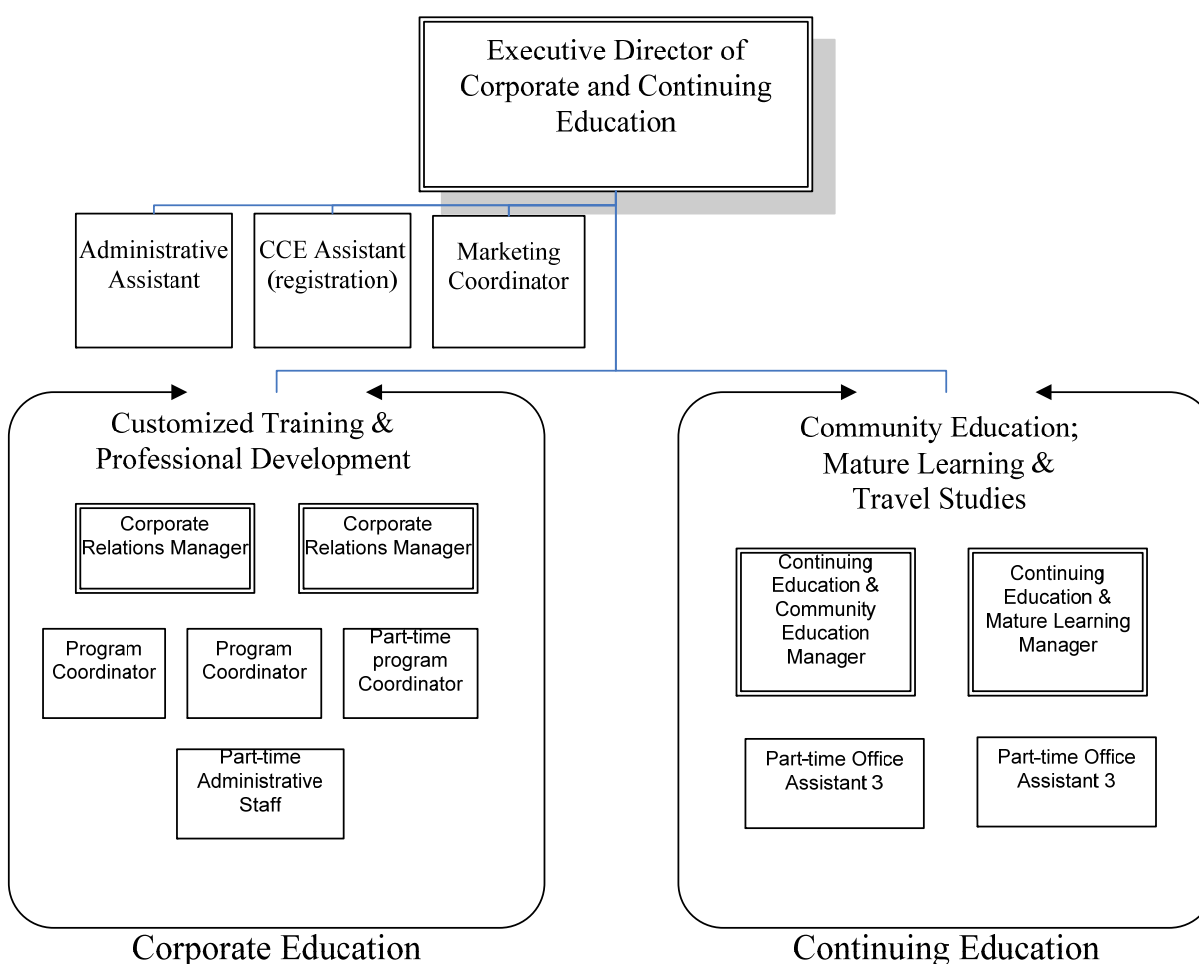 Executive Director of
Corporate and Continuing
Education
Administrative
Assistant
CCE Assistant
(registration)
Marketing
Coordinator
Customized Training &
Professional Development
Corporate
Relations Manager
Corporate
Relations Manager
Program
Coordinator
Program
Coordinator
Part-time
program
Coordinator
Part-time
Administrative
Staff
Corporate Education
Community Education;
Mature Learning &
Travel Studies
Continuing
Education &
Community
Education
Manager
Continuing
Education &
Mature Learning
Manager
Part-time Office
Assistant 3
Part-time Office
Assistant 3
Continuing Education